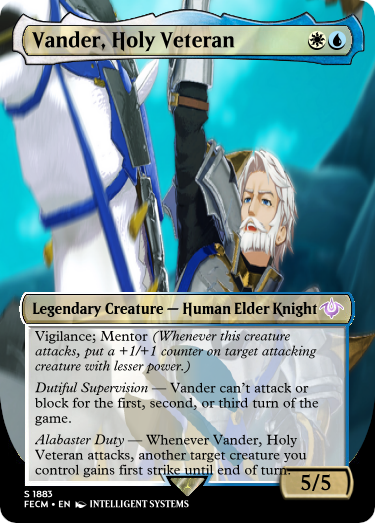 Vander, Holy Veteran
Legendary Creature — Human Elder Knight
Vigilance; Mentor (Whenever this creature
attacks, put a +1/+1 counter on target attacking
creature with lesser power.)
Dutiful Supervision — Vander can't attack or
block for the first, second, or third turn of the
game.
Alabaster Duty — Whenever Vander, Holy
Veteran attacks, another target creature you
control gains first strike until end of turn.
5/5
S 1883
FECM • EN INTELLIGENT SYSTEMS